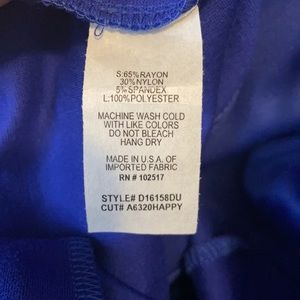 S:65%RAYON
30%NYLON
5%SPANDEX
L:100%POLYESTER
MACHINE WASH COLD
WITH LIKE COLORS
DO NOT BLEACH
HANG DRY
MADE IN U.S.A. OF
IMPORTED FABRIC
RN # 102517
STYLE# D16158DU
CUT# A6320HAPPY